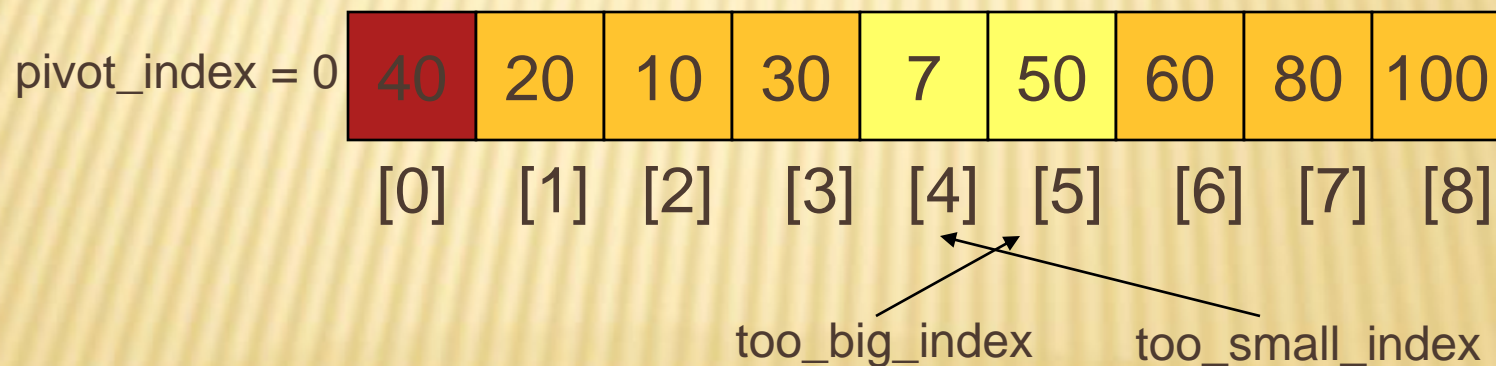 pivot_index = 0 40 20 10 30 7 50 60 80 100
[0] [1] [2] [3] [4] [5] [6] [7] [8]
too_big_index too_small_index